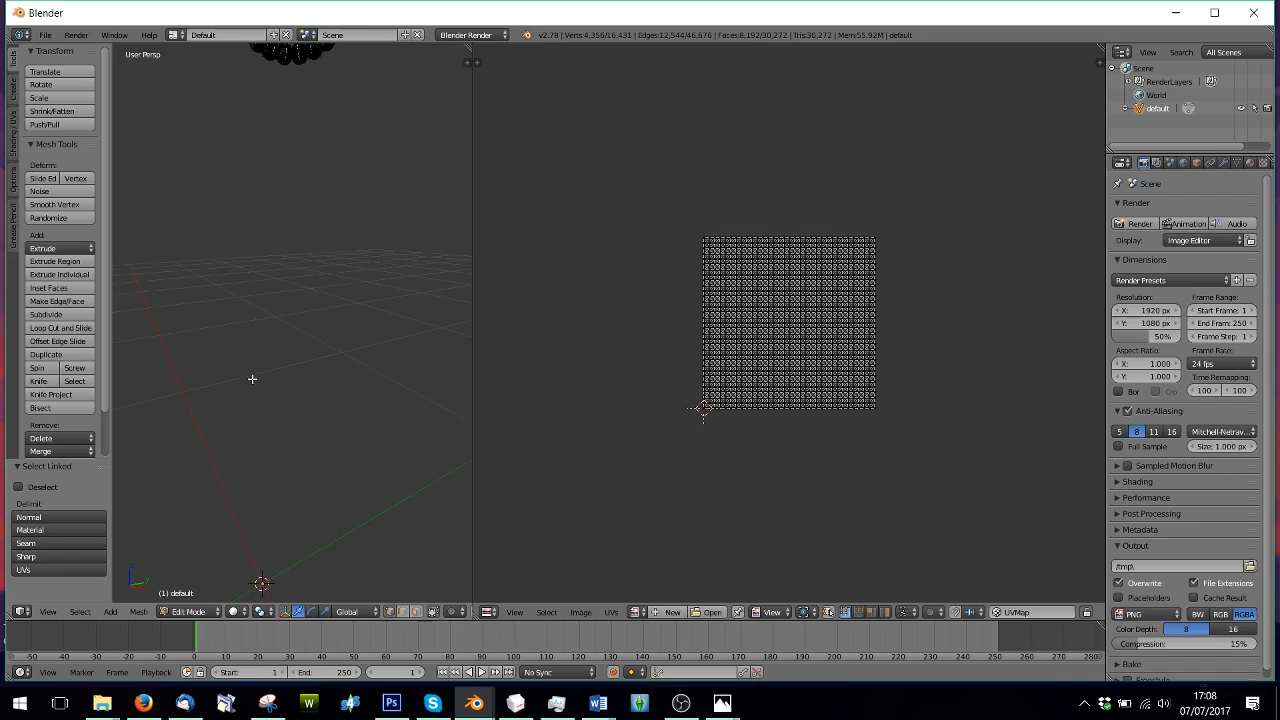 Blender
File Render Window Help Default Scene Blender Render v2.78 | Verts:4,356/16,431 | Edges:12,544/46,676 | Faces:8,192/30,272 | Tris:30,272 | Mem:55.92M | default
Tools
Create
Shading / UVs
Options
Grease Pencil
Transform
Translate
Rotate
Scale
Shrink/Fatten
Push/Pull
Mesh Tools
Deform:
Slide Ed Vertex
Noise
Smooth Vertex
Randomize
Add:
Extrude
Extrude Region
Extrude Individual
Inset Faces
Make Edge/Face
Subdivide
Loop Cut and Slide
Offset Edge Slide
Duplicate
Spin Screw
Knife Select
Knife Project
Bisect
Remove:
Delete
Merge
Select Linked
Deselect
Delimit
Normal
Material
Seam
Sharp
UVs
User Persp
(1) default
View Select Add Mesh Edit Mode Global
View Select Image UVs New Open View UVMap
View Search All Scenes
Scene
RenderLayers
World
default
Scene
Render
Render Animation Audio
Display: Image Editor
Dimensions
Render Presets
Resolution: Frame Range:
X: 1920 px Start Frame: 1
Y: 1080 px End Fram: 250
50% Frame Step: 1
Aspect Ratio: Frame Rate:
X: 1.000 24 fps
Y: 1.000 Time Remapping:
Bor 100 100
Anti-Aliasing
5 8 11 16 Mitchell-Netrav...
Full Sample Size: 1.000 px
Sampled Motion Blur
Shading
Performance
Post Processing
Metadata
Output
/tmp\
Overwrite File Extensions
Placeholders Cache Result
PNG BW RGB RGBA
Color Depth: 8 16
Compression: 15%
Bake
-50 -40 -30 -20 -10 0 10 20 30 40 50 60 70 80 90 100 110 120 130 140 150 160 170 180 190 200 210 220 230 240 250 260 270 280
View Marker Frame Playback Start: 1 End: 250 1 No Sync
17:08
07/07/2017